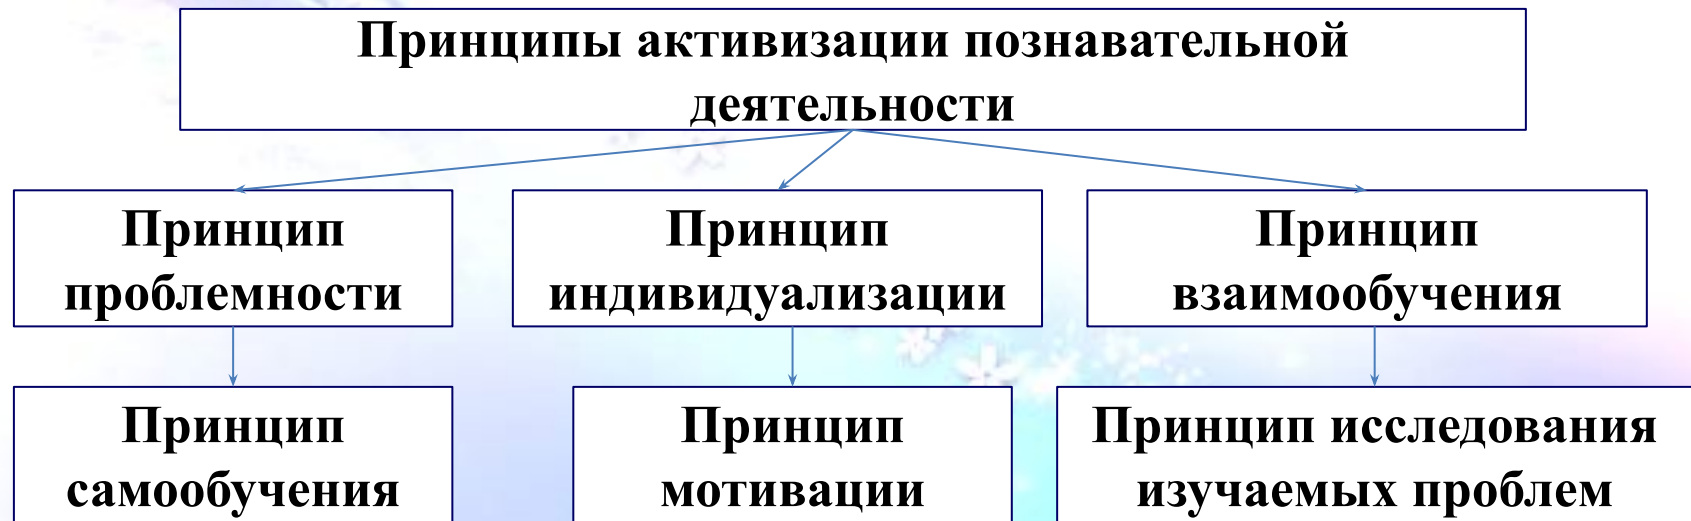 Принципы активизации познавательной
деятельности
Принцип
проблемности
Принцип
индивидуализации
Принцип
взаимообучения
Принцип
самообучения
Принцип
мотивации
Принцип исследования
изучаемых проблем